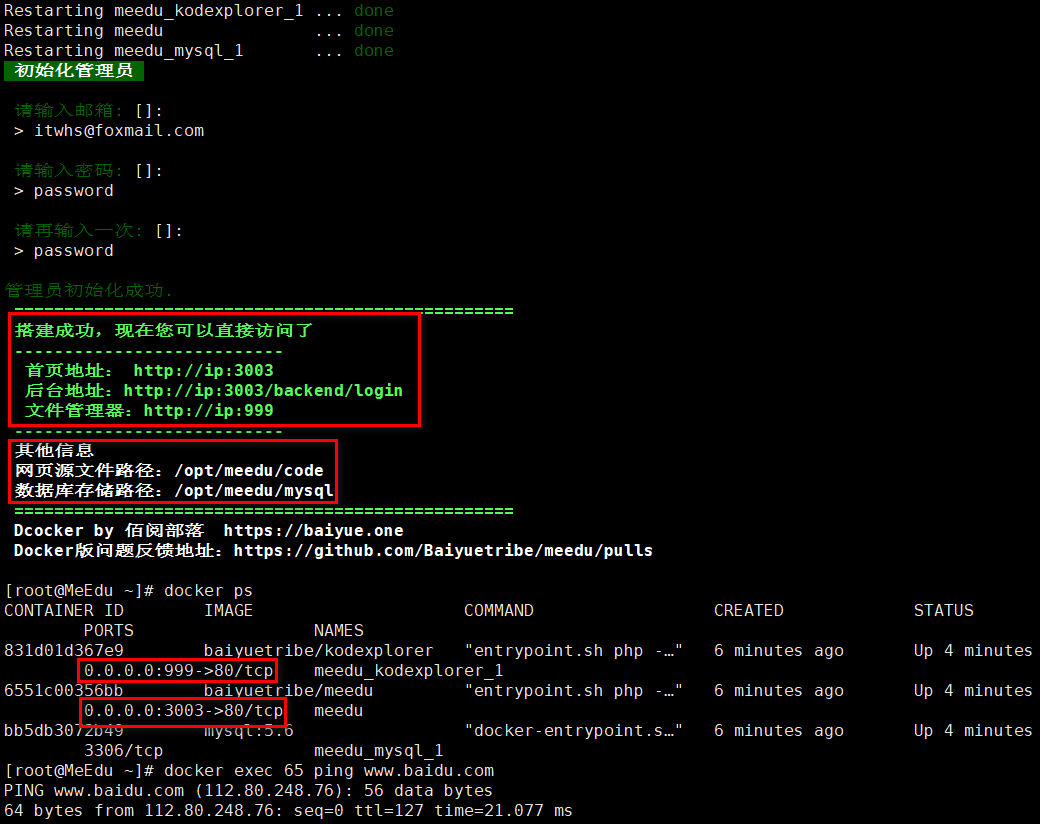 Restarting meedu_kodexplorer_1 ... done
Restarting meedu ... done
Restarting meedu_mysql_1 ... done
初始化管理员
请输入邮箱: []:
> itwhs@foxmail.com
请输入密码: []:
> password
请再输入一次: []:
> password
管理员初始化成功.
==================================================
搭建成功，现在您可以直接访问了
---------------------------
首页地址： http://ip:3003
后台地址：http://ip:3003/backend/login
文件管理器：http://ip:999
---------------------------
其他信息
网页源文件路径：/opt/meedu/code
数据库存储路径：/opt/meedu/mysql
==================================================
Dcocker by 佰阅部落 https://baiyue.one
Docker版问题反馈地址：https://github.com/Baiyuetribe/meedu/pulls
[root@MeEdu ~]# docker ps
CONTAINER ID IMAGE COMMAND CREATED STATUS
PORTS NAMES
831d01d367e9 baiyuetribe/kodexplorer "entrypoint.sh php -…" 6 minutes ago Up 4 minutes
0.0.0.0:999->80/tcp meedu_kodexplorer_1
6551c00356bb baiyuetribe/meedu "entrypoint.sh php -…" 6 minutes ago Up 4 minutes
0.0.0.0:3003->80/tcp meedu
bb5db3072b49 mysql:5.6 "docker-entrypoint.s…" 6 minutes ago Up 4 minutes
3306/tcp meedu_mysql_1
[root@MeEdu ~]# docker exec 65 ping www.baidu.com
PING www.baidu.com (112.80.248.76): 56 data bytes
64 bytes from 112.80.248.76: seq=0 ttl=127 time=21.077 ms